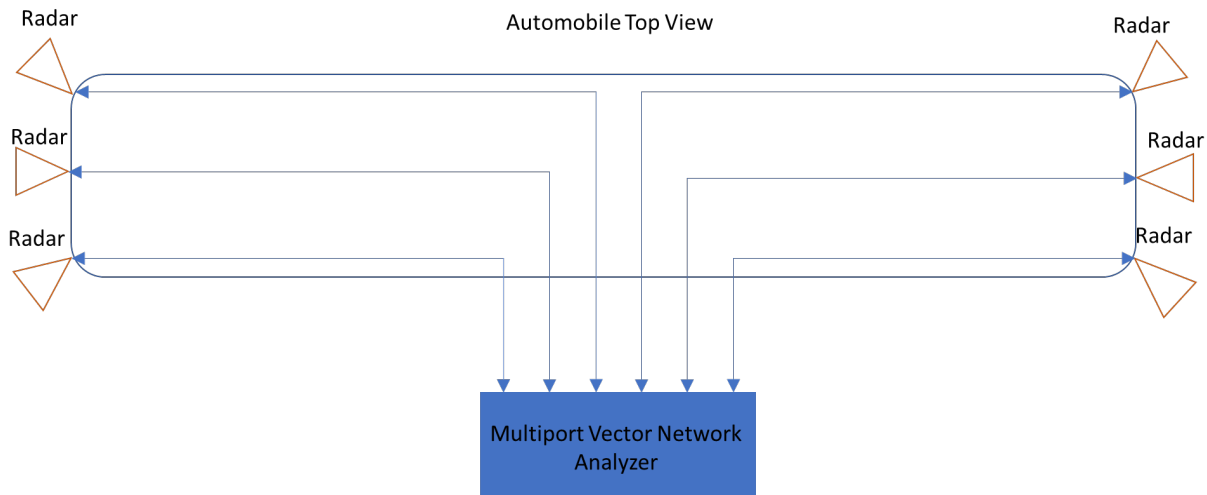 Radar
Automobile Top View
Radar
Radar
Radar
Radar
Radar
Multiport Vector Network
Analyzer